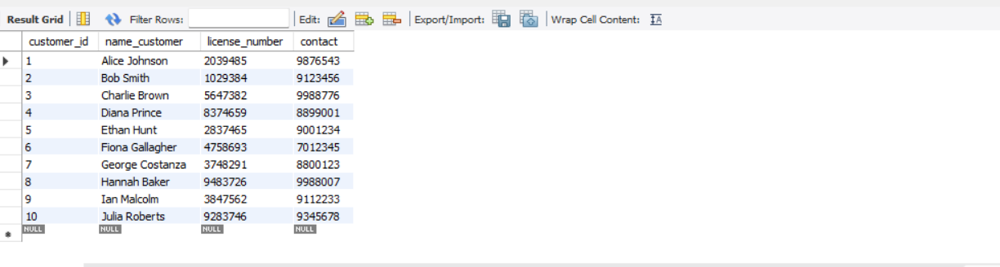 Result Grid Filter Rows: Edit: Export/Import: Wrap Cell Content: IA
customer_id name_customer license_number contact
1 Alice Johnson 2039485 9876543
2 Bob Smith 1029384 9123456
3 Charlie Brown 5647382 9988776
4 Diana Prince 8374659 8899001
5 Ethan Hunt 2837465 9001234
6 Fiona Gallagher 4758693 7012345
7 George Costanza 3748291 8800123
8 Hannah Baker 9483726 9988007
9 Ian Malcolm 3847562 9112233
10 Julia Roberts 9283746 9345678
NULL NULL NULL NULL